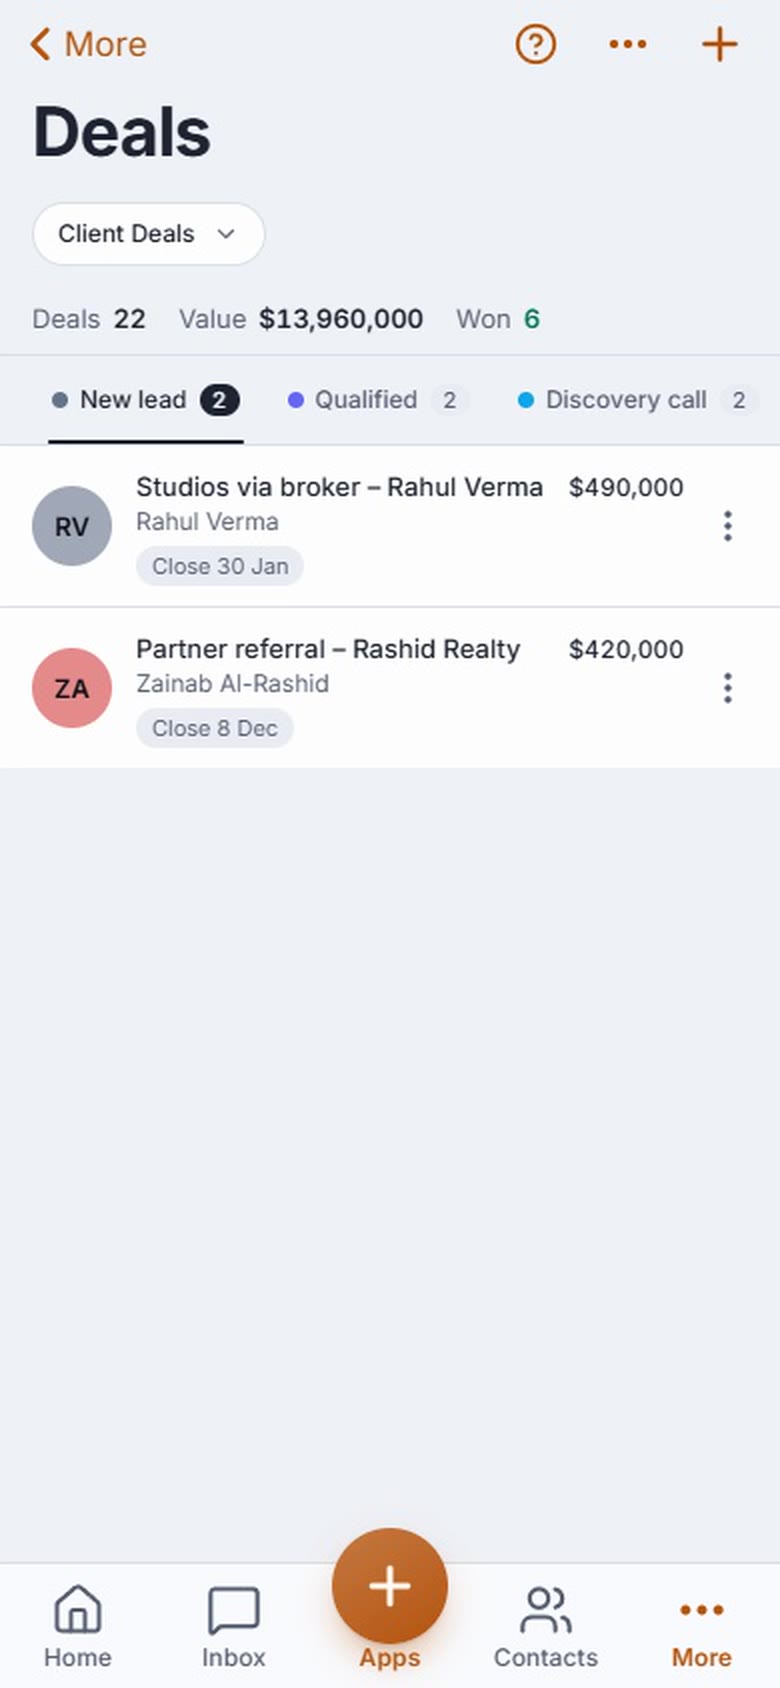 More
Deals
Client Deals
Deals 22 Value $13,960,000 Won 6
New lead 2 Qualified 2 Discovery call 2
RV
Studios via broker – Rahul Verma $490,000
Rahul Verma
Close 30 Jan
ZA
Partner referral – Rashid Realty $420,000
Zainab Al-Rashid
Close 8 Dec
Home Inbox Apps Contacts More